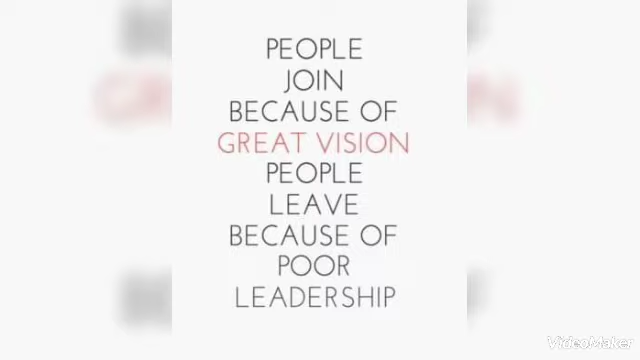 PEOPLE
JOIN
BECAUSE OF
GREAT VISION
PEOPLE
LEAVE
BECAUSE OF
POOR
LEADERSHIP
VideoMaker